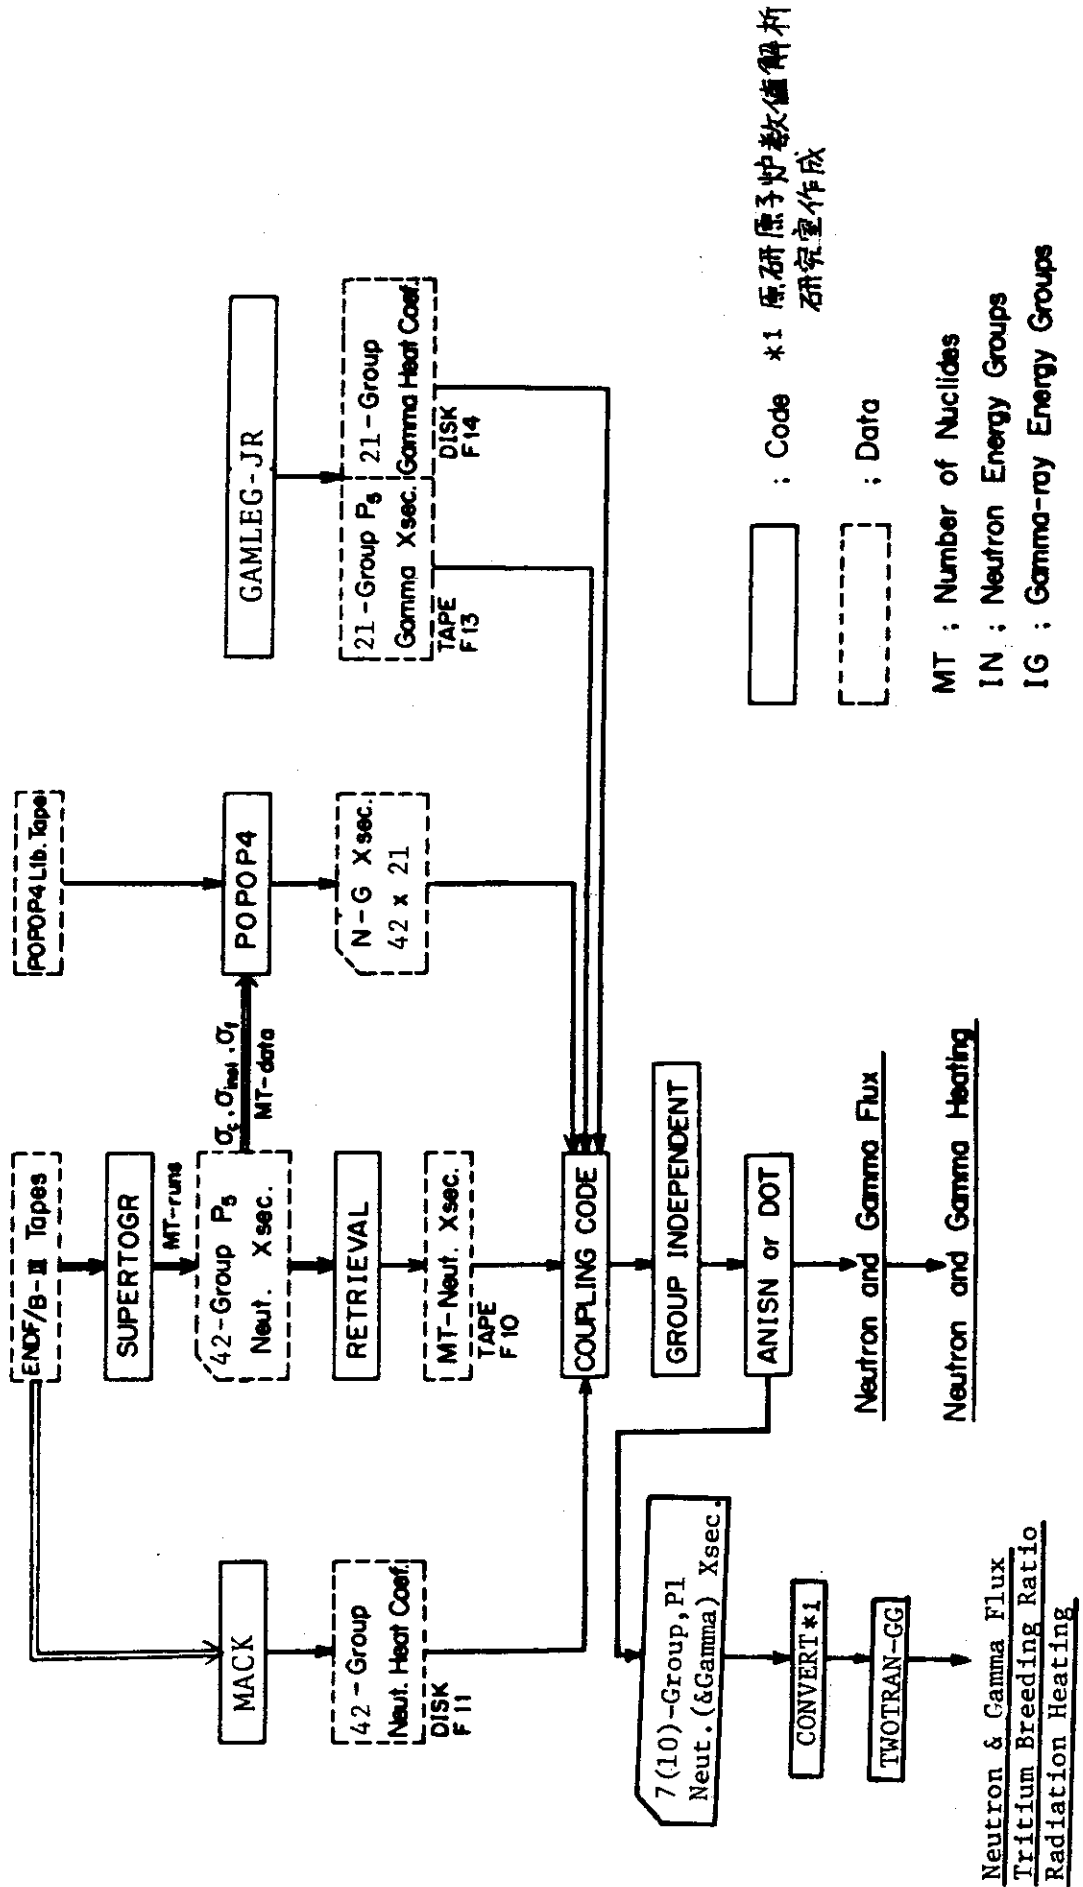 ENDF/B-III Tapes
POPOP4 Lib. Tape
MACK
SUPERTOGR
MT-runs
σc, σinel, σf
MT-data
POPOP4
GAMLEG-JR
42-Group
Neut. Heat Coef.
DISK
F11
42-Group P5
Neut. Xsec.
RETRIEVAL
MT-Neut. Xsec.
TAPE
F10
N-G Xsec.
42 x 21
21-Group P5
Gamma Xsec.
TAPE
F13
21-Group
Gamma Heat Coef.
DISK
F14
COUPLING CODE
GROUP INDEPENDENT
ANISN or DOT
Neutron and Gamma Flux
Neutron and Gamma Heating
7(10)-Group,P1
Neut.(&Gamma) Xsec.
CONVERT*1
TWOTRAN-GG
Neutron & Gamma Flux
Tritium Breeding Ratio
Radiation Heating
; Code
*1 原研原子炉数値解析
研究室作成
; Data
MT ; Number of Nuclides
IN ; Neutron Energy Groups
IG ; Gamma-ray Energy Groups